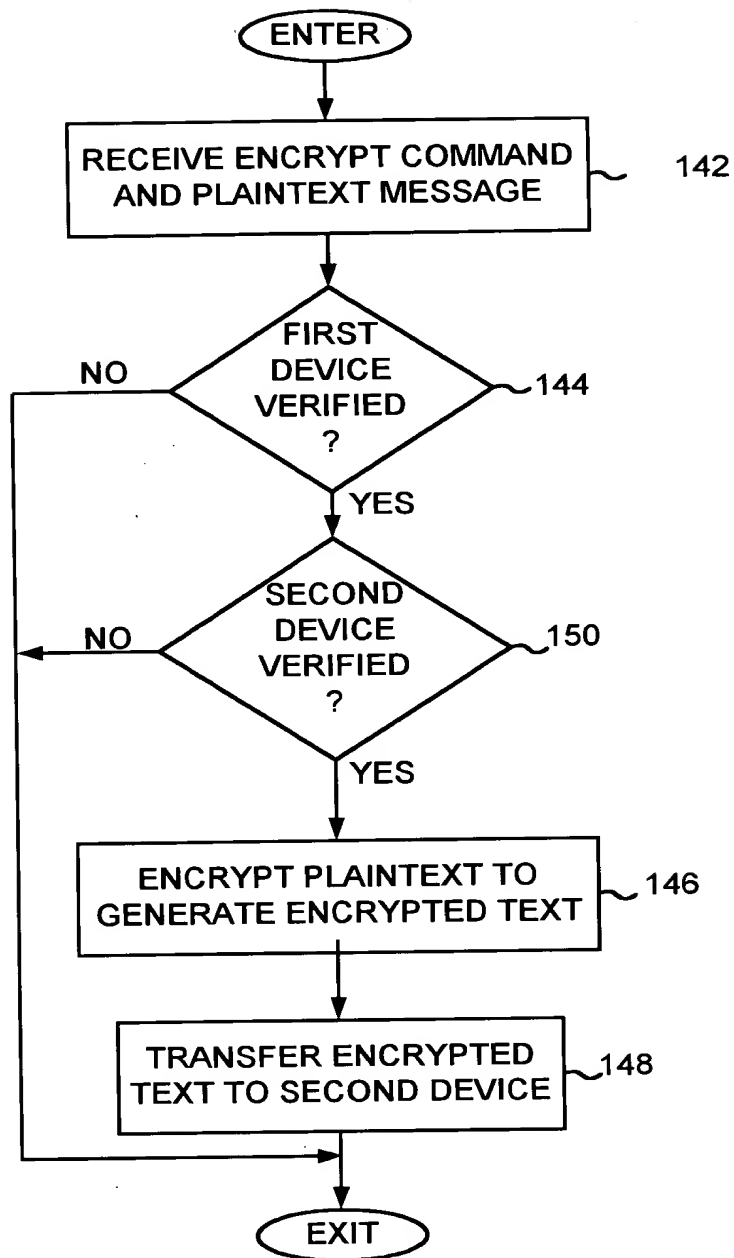 ENTER
RECEIVE ENCRYPT COMMAND
AND PLAINTEXT MESSAGE
142
FIRST
DEVICE
VERIFIED
?
NO
144
YES
SECOND
DEVICE
VERIFIED
?
NO
150
YES
ENCRYPT PLAINTEXT TO
GENERATE ENCRYPTED TEXT
146
TRANSFER ENCRYPTED
TEXT TO SECOND DEVICE
148
EXIT